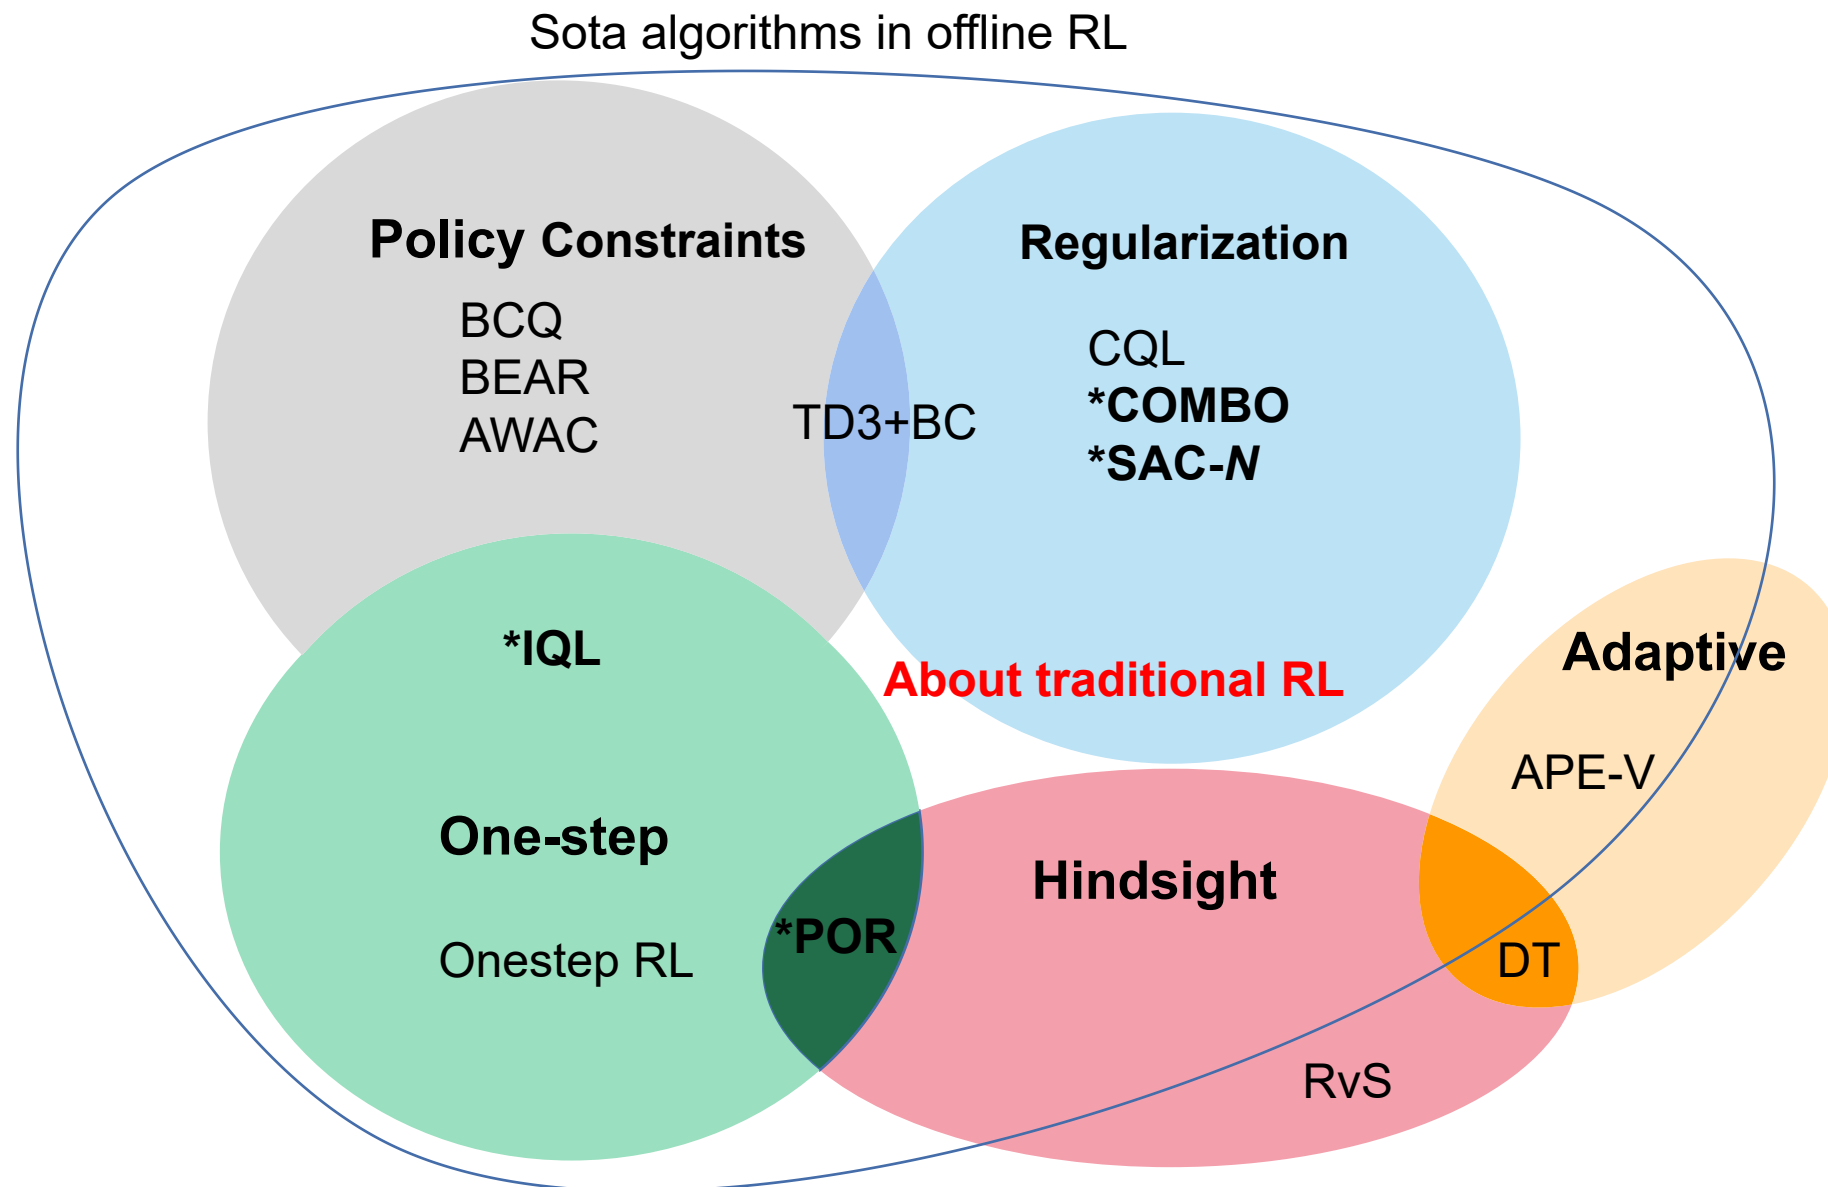 Sota algorithms in offline RL
Policy Constraints
BCQ
BEAR
AWAC
TD3+BC
Regularization
CQL
*COMBO
*SAC-N
About traditional RL
*IQL
One-step
Onestep RL
*POR
Hindsight
RvS
Adaptive
APE-V
DT